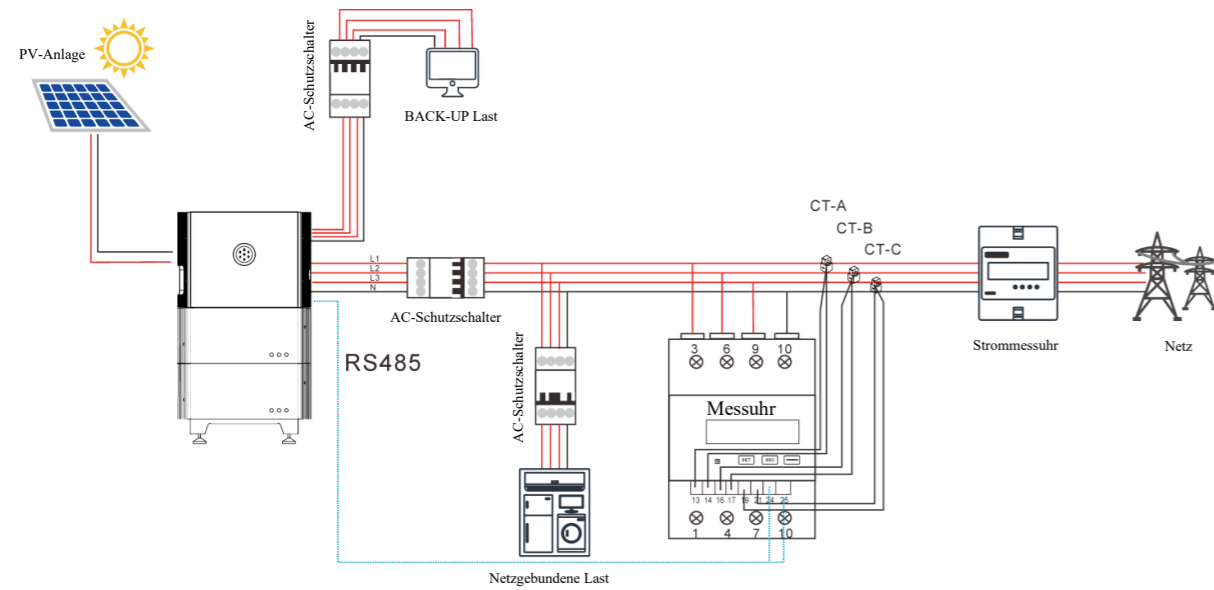 PV-Anlage
AC-Schutzschalter
BACK-UP Last
CT-A
CT-B
CT-C
L1
L2
L3
N
AC-Schutzschalter
RS485
AC-Schutzschalter
Strommessuhr
Netz
3 6 9 10
Messuhr
SET
13 14 16 17 19 21 24 25
1 4 7 10
Netzgebundene Last